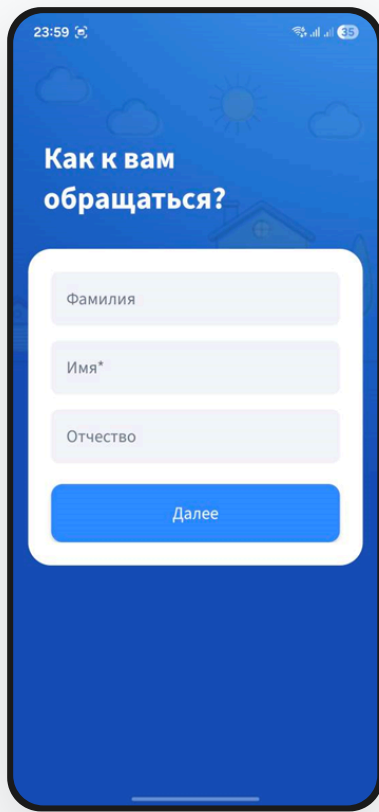 23:59
35
Как к вам
обращаться?
Фамилия
Имя*
Отчество
Далее